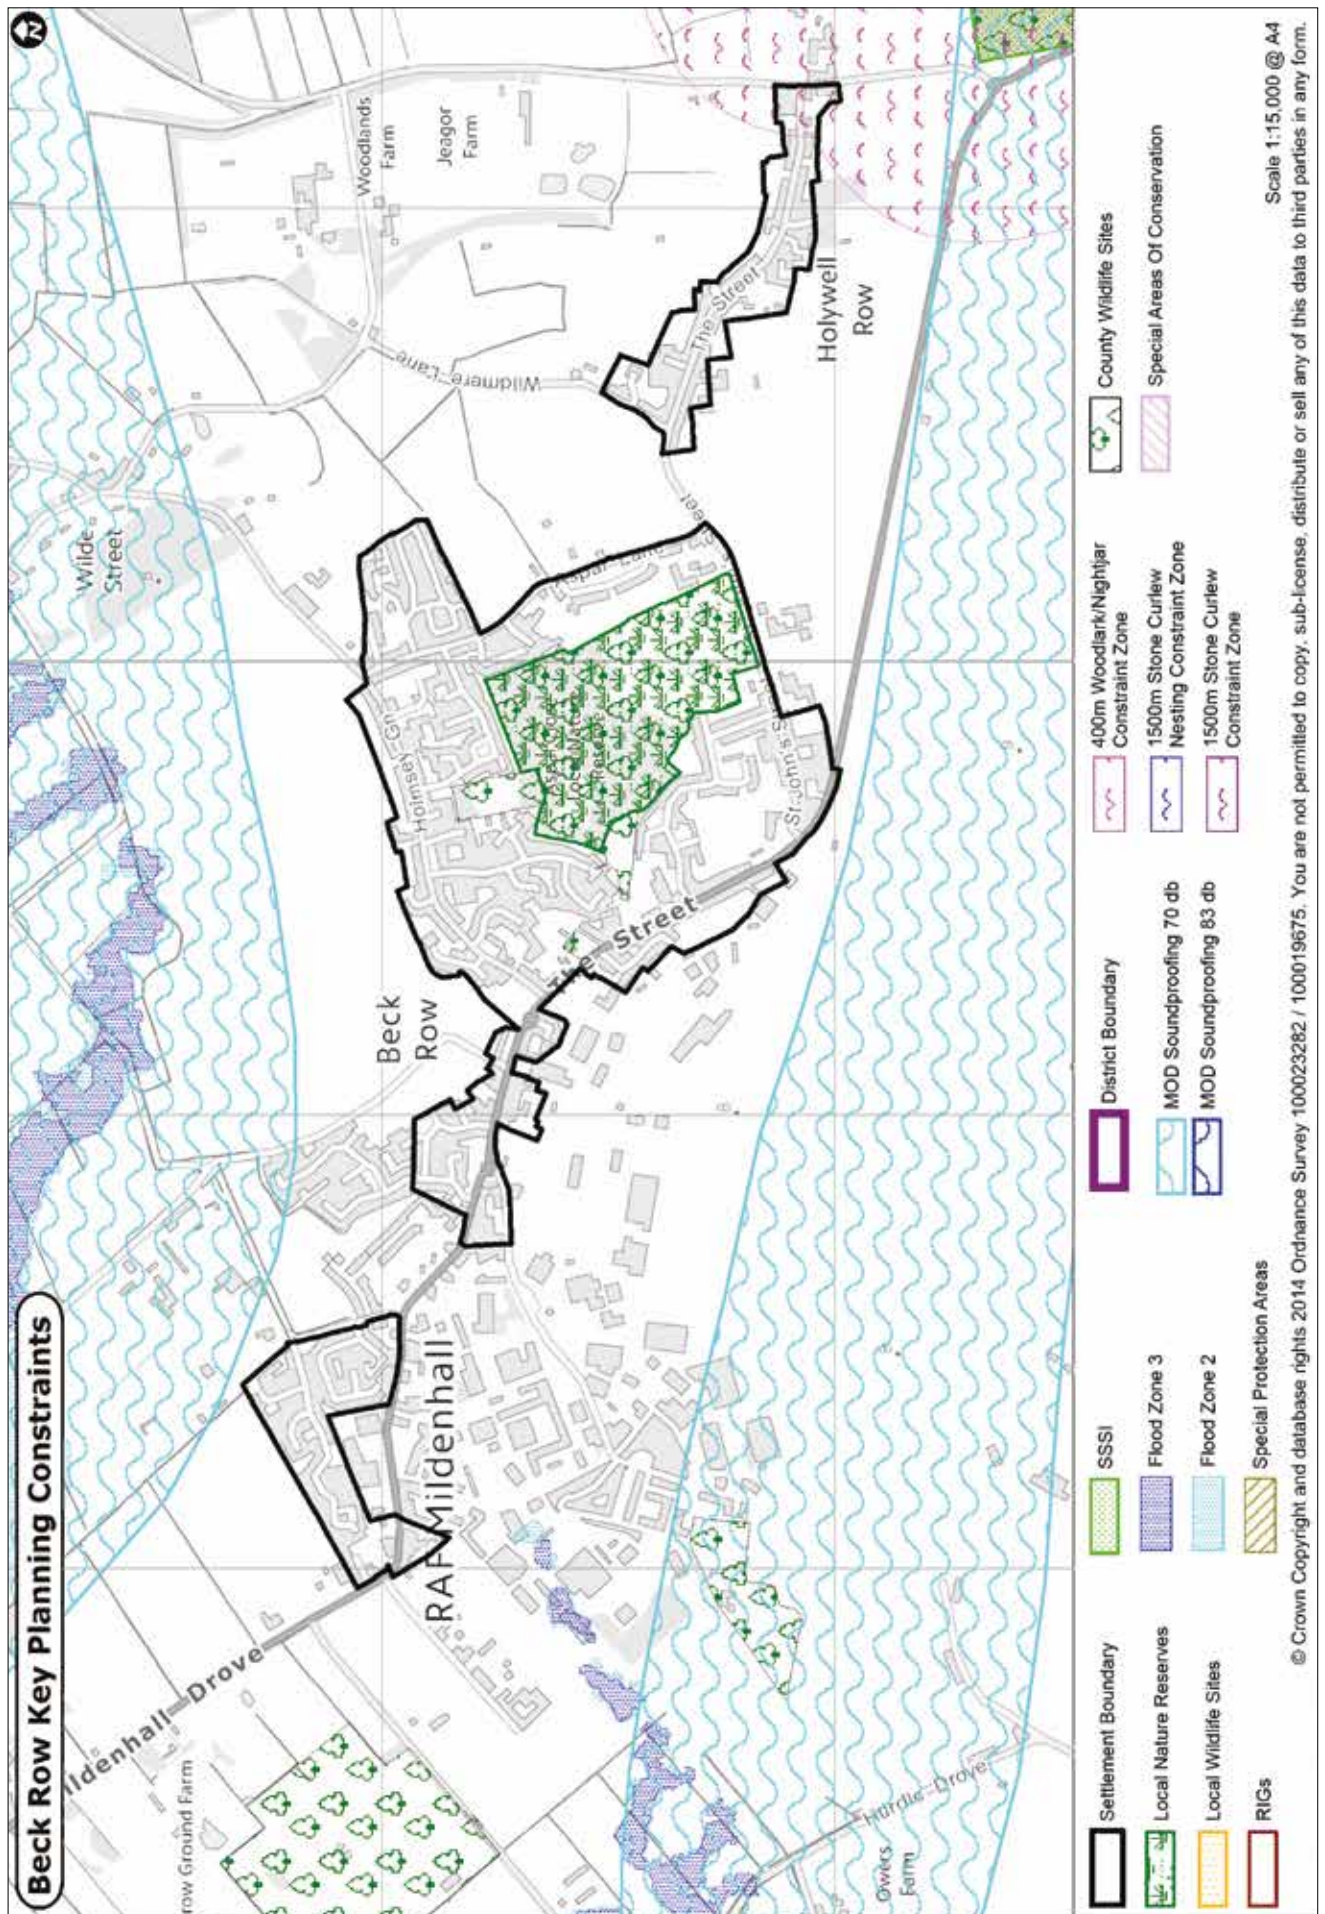 Beck Row Key Planning Constraints
N
Wilde
Street
Woodlands
Farm
Jeagor
Farm
Wildmere Lane
The Street
Holywell
Row
Aspal Lane
Holmsey Gn
Beck
Row
The Street
St John's St
RAF Mildenhall
ildenhall Drove
row Ground Farm
Hurdle Drove
Owers
Farm
Settlement Boundary
Local Nature Reserves
Local Wildlife Sites
RIGs
SSSI
Flood Zone 3
Flood Zone 2
Special Protection Areas
District Boundary
MOD Soundproofing 70 db
MOD Soundproofing 83 db
400m Woodlark/Nightjar
Constraint Zone
1500m Stone Curlew
Nesting Constraint Zone
1500m Stone Curlew
Constraint Zone
County Wildlife Sites
Special Areas Of Conservation
Scale 1:15,000 @ A4
© Crown Copyright and database rights 2014 Ordnance Survey 100023282 / 100019675. You are not permitted to copy, sub-license, distribute or sell any of this data to third parties in any form.